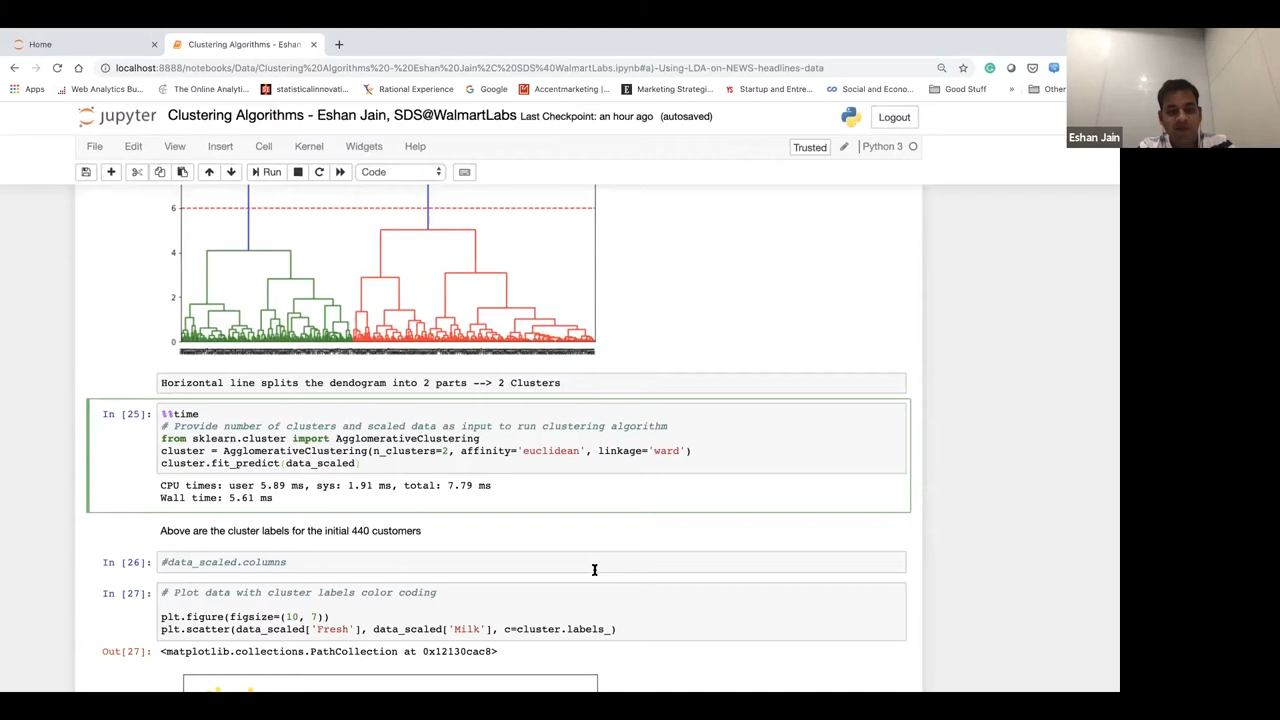 Home
Clustering Algorithms - Eshan
localhost:8888/notebooks/Data/Clustering%20Algorithms%20-%20Eshan%20Jain%2C%20SDS%20WalmartLabs.ipynb#a)-Using-LDA-on-NEWS-headlines-data
Apps Web Analytics Bu... The Online Analytic... statisticalinnovati... Rational Experience Google Accentmarketing |... Marketing Strategi... Startup and Entre... Social and Econo... Good Stuff » Other
Eshan Jain
jupyter Clustering Algorithms - Eshan Jain, SDS@WalmartLabs Last Checkpoint: an hour ago (autosaved) Logout
File Edit View Insert Cell Kernel Widgets Help Trusted Python 3
Run Code
6
4
2
0
Horizontal line splits the dendogram into 2 parts --> 2 Clusters
In [25]: %%time
# Provide number of clusters and scaled data as input to run clustering algorithm
from sklearn.cluster import AgglomerativeClustering
cluster = AgglomerativeClustering(n_clusters=2, affinity='euclidean', linkage='ward')
cluster.fit_predict(data_scaled)
CPU times: user 5.89 ms, sys: 1.91 ms, total: 7.79 ms
Wall time: 5.61 ms
Above are the cluster labels for the initial 440 customers
In [26]: #data_scaled.columns
In [27]: # Plot data with cluster labels color coding
plt.figure(figsize=(10, 7))
plt.scatter(data_scaled['Fresh'], data_scaled['Milk'], c=cluster.labels_)
Out[27]: <matplotlib.collections.PathCollection at 0x12130cac8>